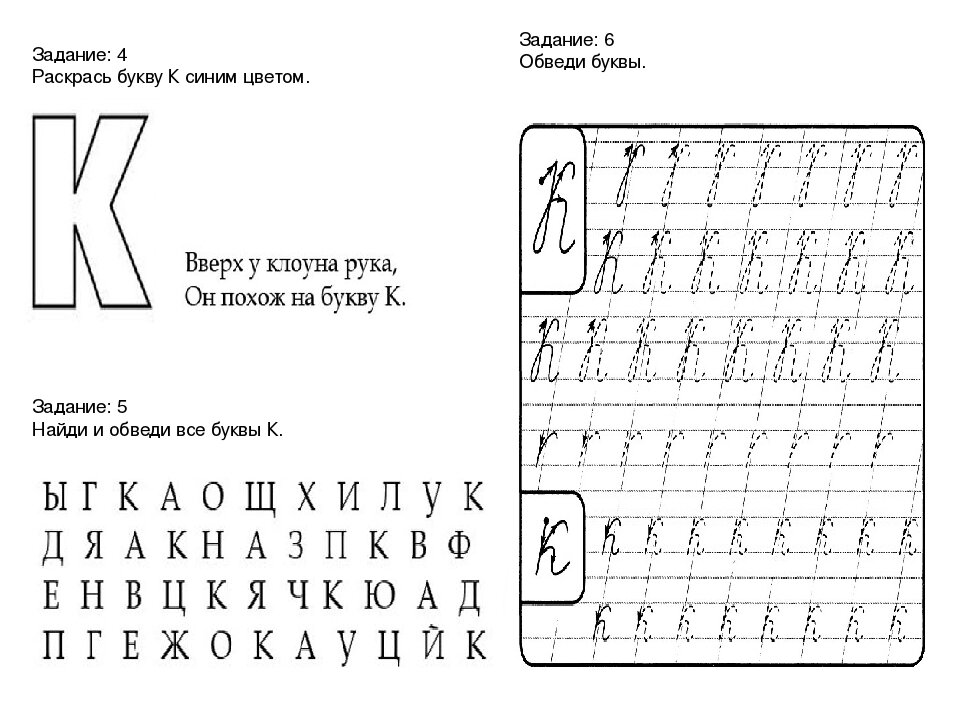 Задание: 4
Раскрась букву К синим цветом.
К
Вверх у клоуна рука,
Он похож на букву К.
Задание: 5
Найди и обведи все буквы К.
Ы Г К А О Щ Х И Л У К
Д Я А К Н А З П К В Ф
Е Н В Ц К Я Ч К Ю А Д
П Г Е Ж О К А У Ц Й К
Задание: 6
Обведи буквы.
К
К К К К К К К
К К К К К К К К
к
к к к к к к к к
к к к к к к к к